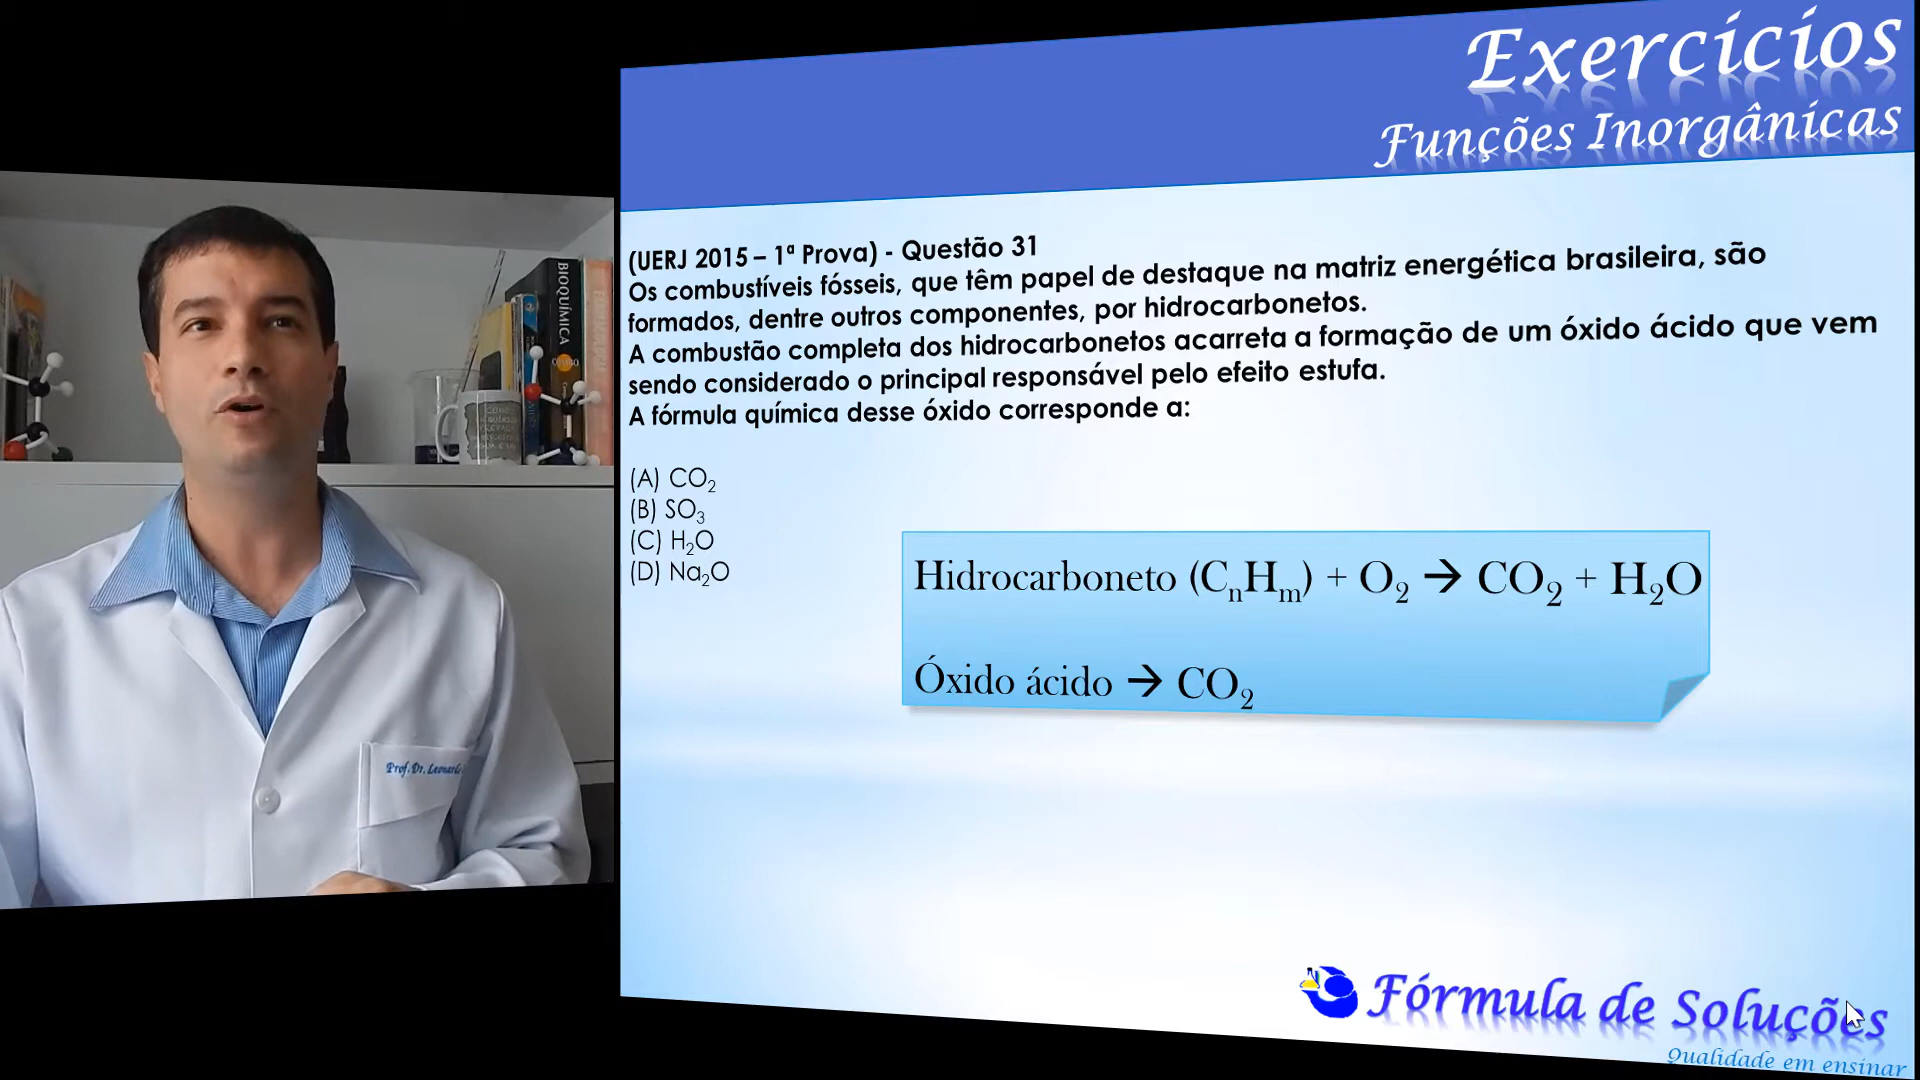 Exercícios
Funções Inorgânicas
(UERJ 2015 – 1ª Prova) - Questão 31
Os combustíveis fósseis, que têm papel de destaque na matriz energética brasileira, são
formados, dentre outros componentes, por hidrocarbonetos.
A combustão completa dos hidrocarbonetos acarreta a formação de um óxido ácido que vem
sendo considerado o principal responsável pelo efeito estufa.
A fórmula química desse óxido corresponde a:
(A) CO₂
(B) SO₃
(C) H₂O
(D) Na₂O
Hidrocarboneto (CₙHₘ) + O₂ → CO₂ + H₂O
Óxido ácido → CO₂
BIOQUÍMICA
Prof. Dr. Leonardo
Fórmula de Soluções
Qualidade em ensinar